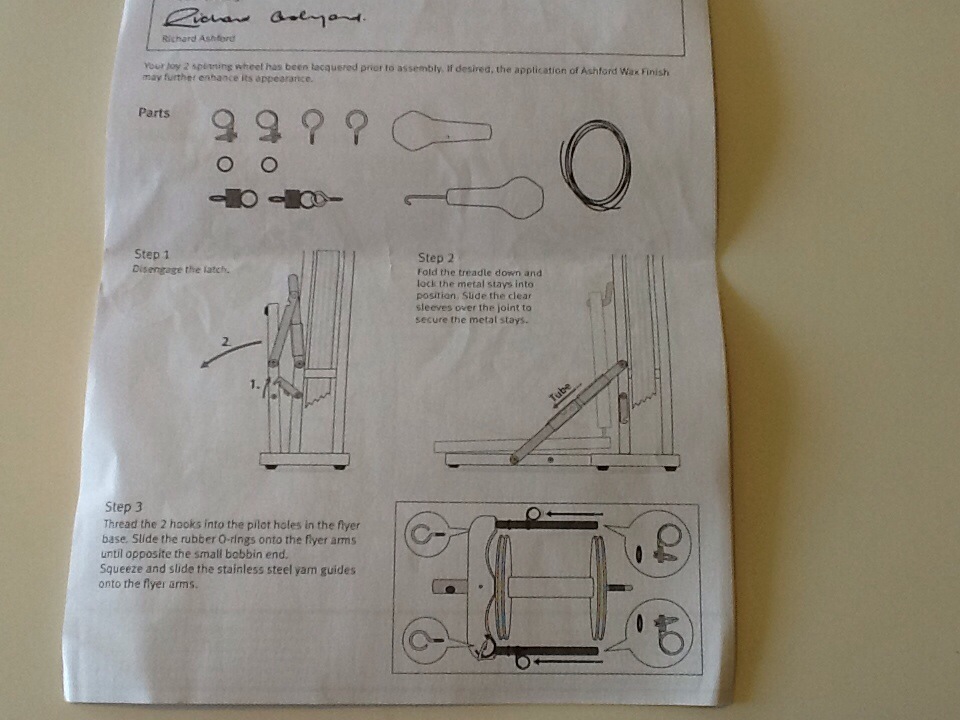 Richard Ashford
Your Joy 2 spinning wheel has been lacquered prior to assembly. If desired, the application of Ashford Wax Finish
may further enhance its appearance.
Parts
Step 1
Disengage the latch.
2.
1.
Step 2
Fold the treadle down and
lock the metal stays into
position. Slide the clear
sleeves over the joint to
secure the metal stays.
Tube
Step 3
Thread the 2 hooks into the pilot holes in the flyer
base. Slide the rubber O-rings onto the flyer arms
until opposite the small bobbin end.
Squeeze and slide the stainless steel yarn guides
onto the flyer arms.